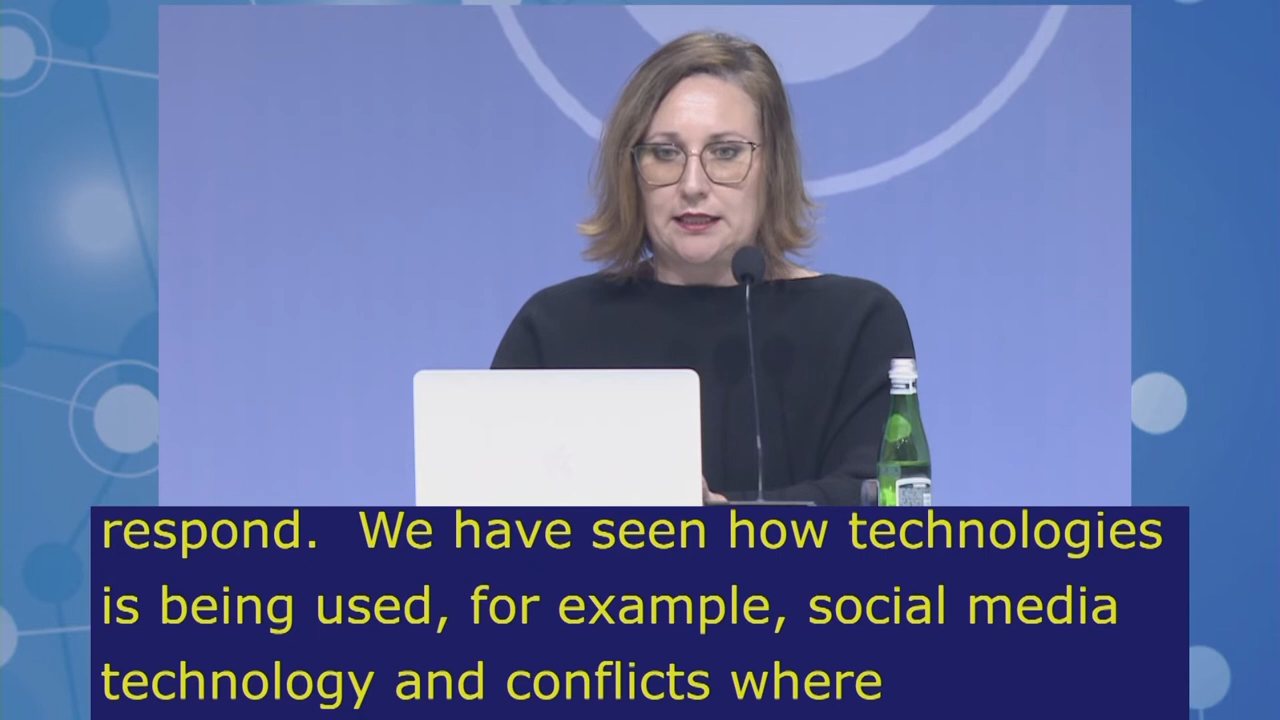 respond.  We have seen how technologies
is being used, for example, social media
technology and conflicts where